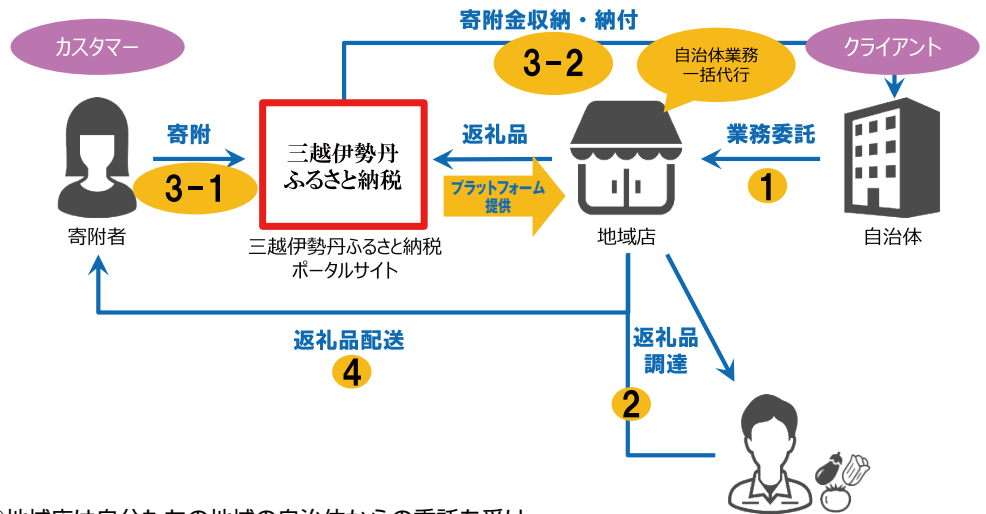 寄附金収納・納付
カスタマー
3-2
自治体業務
一括代行
クライアント
寄附
3-1
三越伊勢丹
ふるさと納税
返礼品
プラットフォーム
提供
業務委託
1
寄附者
三越伊勢丹ふるさと納税
ポータルサイト
地域店
自治体
返礼品配送
4
返礼品
調達
2